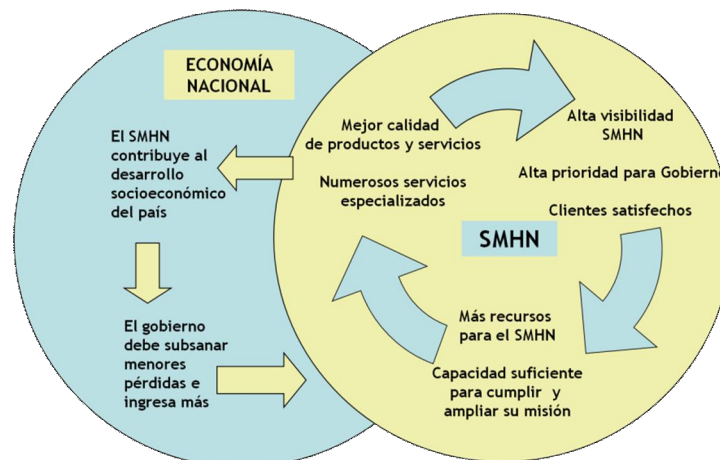 ECONOMÍA
NACIONAL
El SMHN
contribuye al
desarrollo
socioeconómico
del país
El gobierno
debe subsanar
menores
pérdidas e
ingresa más
Mejor calidad
de productos y servicios
Numerosos servicios
especializados
Alta visibilidad
SMHN
Alta prioridad para Gobierno
Clientes satisfechos
SMHN
Más recursos
para el SMHN
Capacidad suficiente
para cumplir y
ampliar su misión